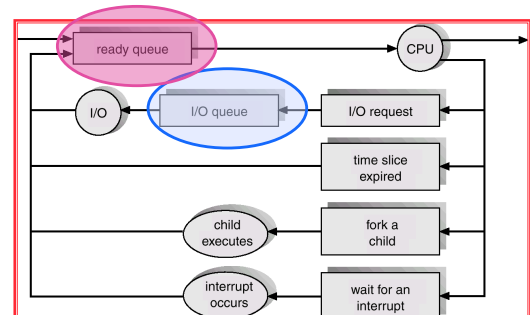 ready queue
CPU
I/O
I/O queue
I/O request
time slice
expired
child
executes
fork a
child
interrupt
occurs
wait for an
interrupt